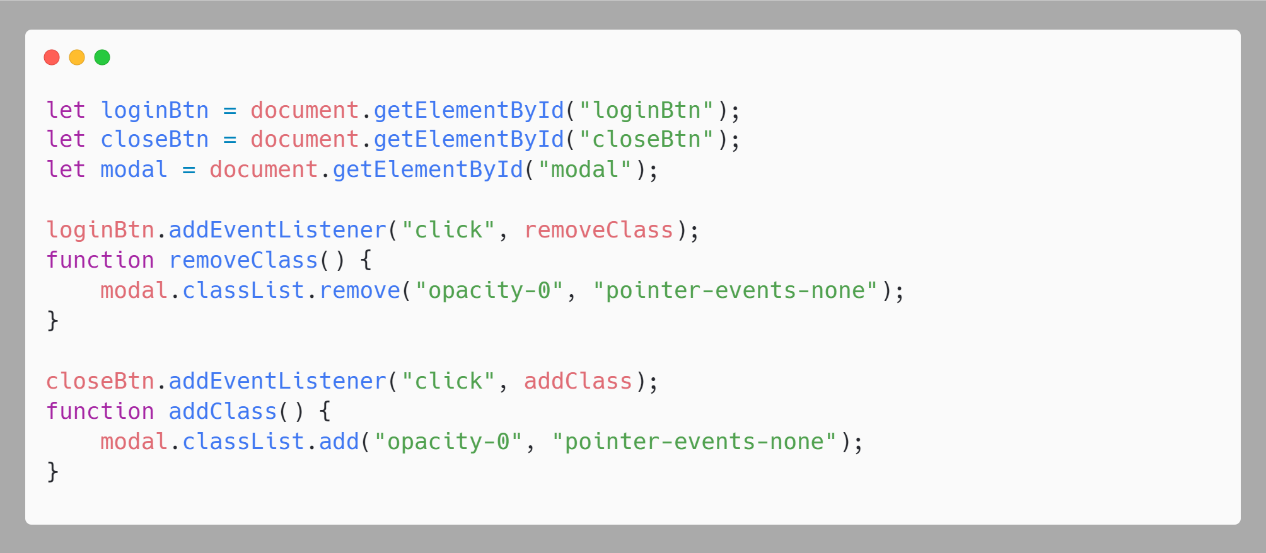 let loginBtn = document.getElementById("loginBtn");
let closeBtn = document.getElementById("closeBtn");
let modal = document.getElementById("modal");

loginBtn.addEventListener("click", removeClass);
function removeClass() {
    modal.classList.remove("opacity-0", "pointer-events-none");
}

closeBtn.addEventListener("click", addClass);
function addClass() {
    modal.classList.add("opacity-0", "pointer-events-none");
}